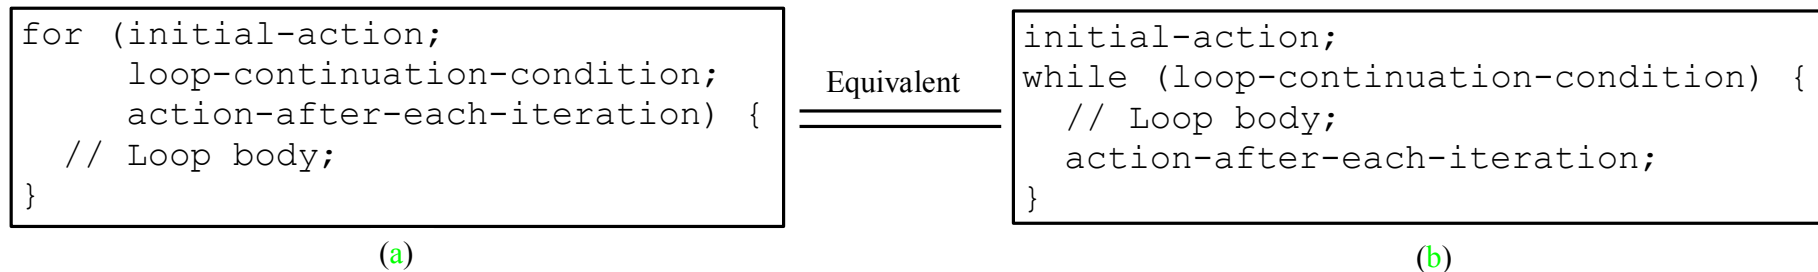 for (initial-action;
     loop-continuation-condition;
     action-after-each-iteration) {
  // Loop body;
}
(a)
Equivalent
initial-action;
while (loop-continuation-condition) {
  // Loop body;
  action-after-each-iteration;
}
(b)